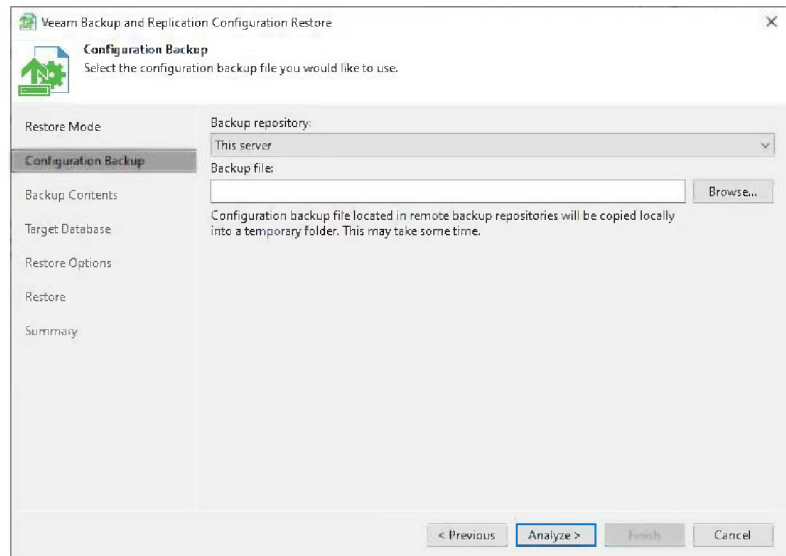 Veeam Backup and Replication Configuration Restore
Configuration Backup
Select the configuration backup file you would like to use.
Restore Mode
Configuration Backup
Backup Contents
Target Database
Restore Options
Restore
Summary
Backup repository:
This server
Backup file:
Browse...
Configuration backup file located in remote backup repositories will be copied locally
into a temporary folder. This may take some time.
< Previous
Analyze >
Finish
Cancel